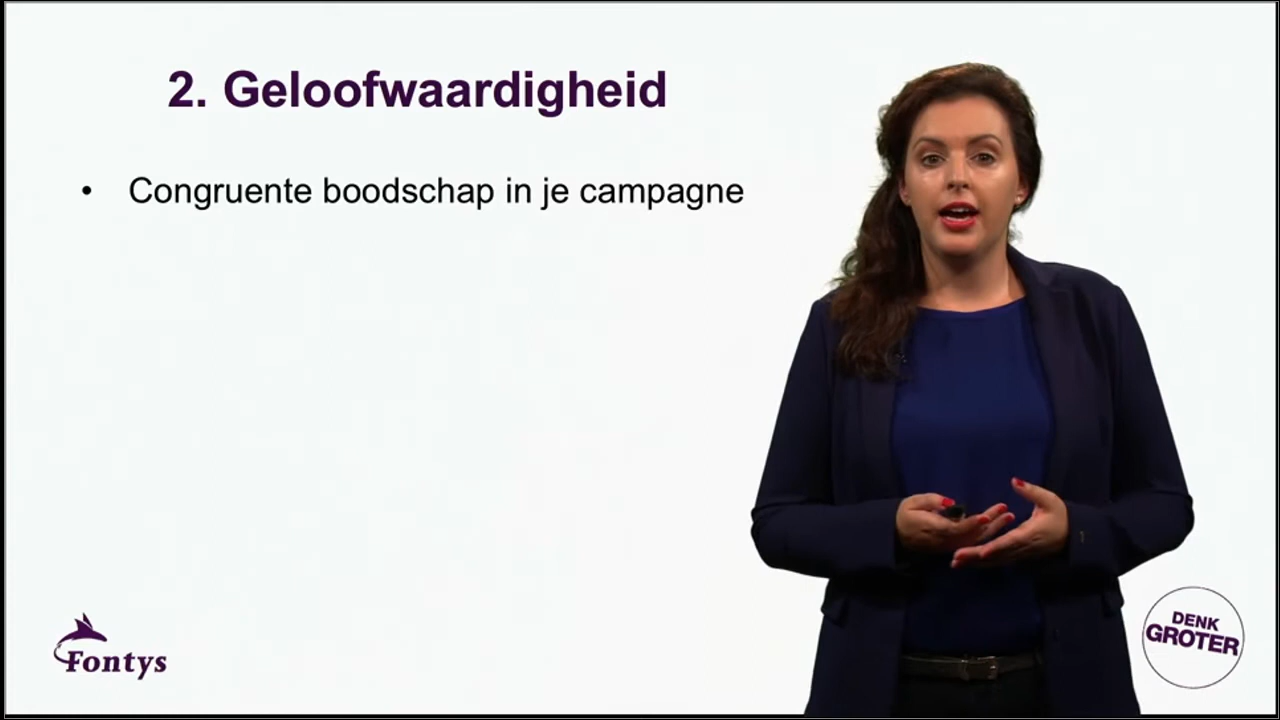 2. Geloofwaardigheid
• Congruente boodschap in je campagne
Fontys
DENK
GROTER